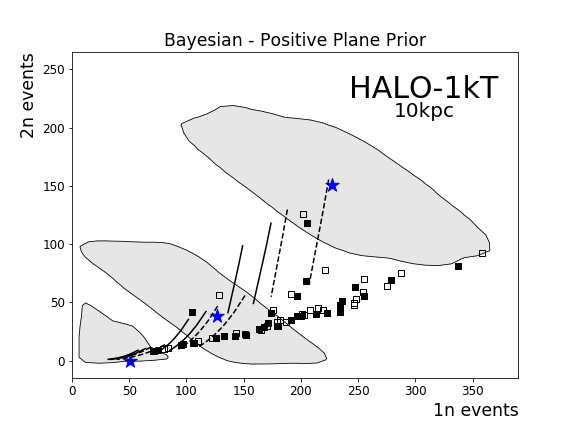 Bayesian - Positive Plane Prior
HALO-1kT
10kpc
2n events
250
200
150
100
50
0
0 50 100 150 200 250 300 350
1n events